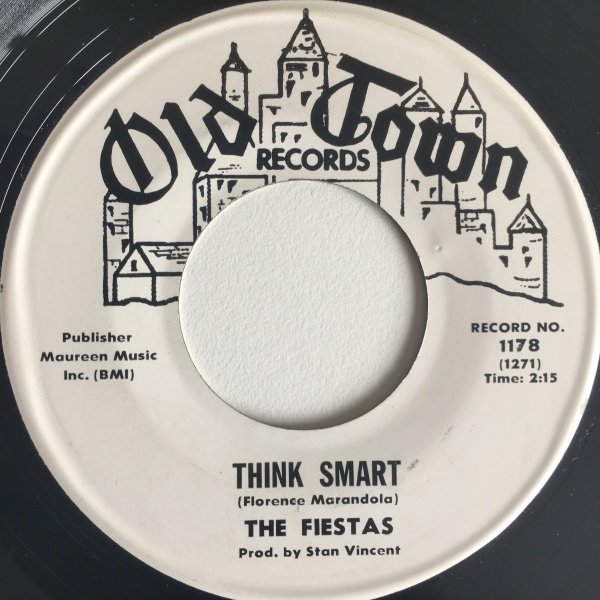 Old Town
RECORDS
Publisher
Maureen Music
Inc. (BMI)
RECORD NO.
1178
(1271)
Time: 2:15
THINK SMART
(Florence Marandola)
THE FIESTAS
Prod. by Stan Vincent